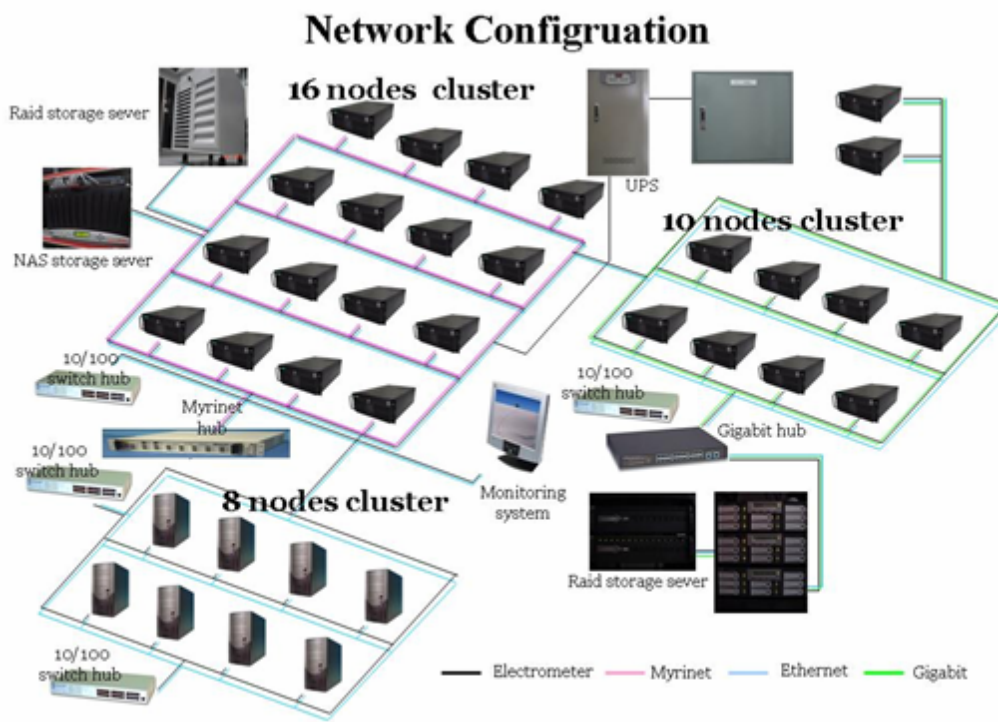 Network Configruation
16 nodes cluster
Raid storage sever
UPS
NAS storage sever
10 nodes cluster
10/100
switch hub
Myrinet
hub
10/100
switch hub
Gigabit hub
10/100
switch hub
8 nodes cluster
Monitoring
system
Raid storage sever
10/100
switch hub
Electrometer
Myrinet
Ethernet
Gigabit